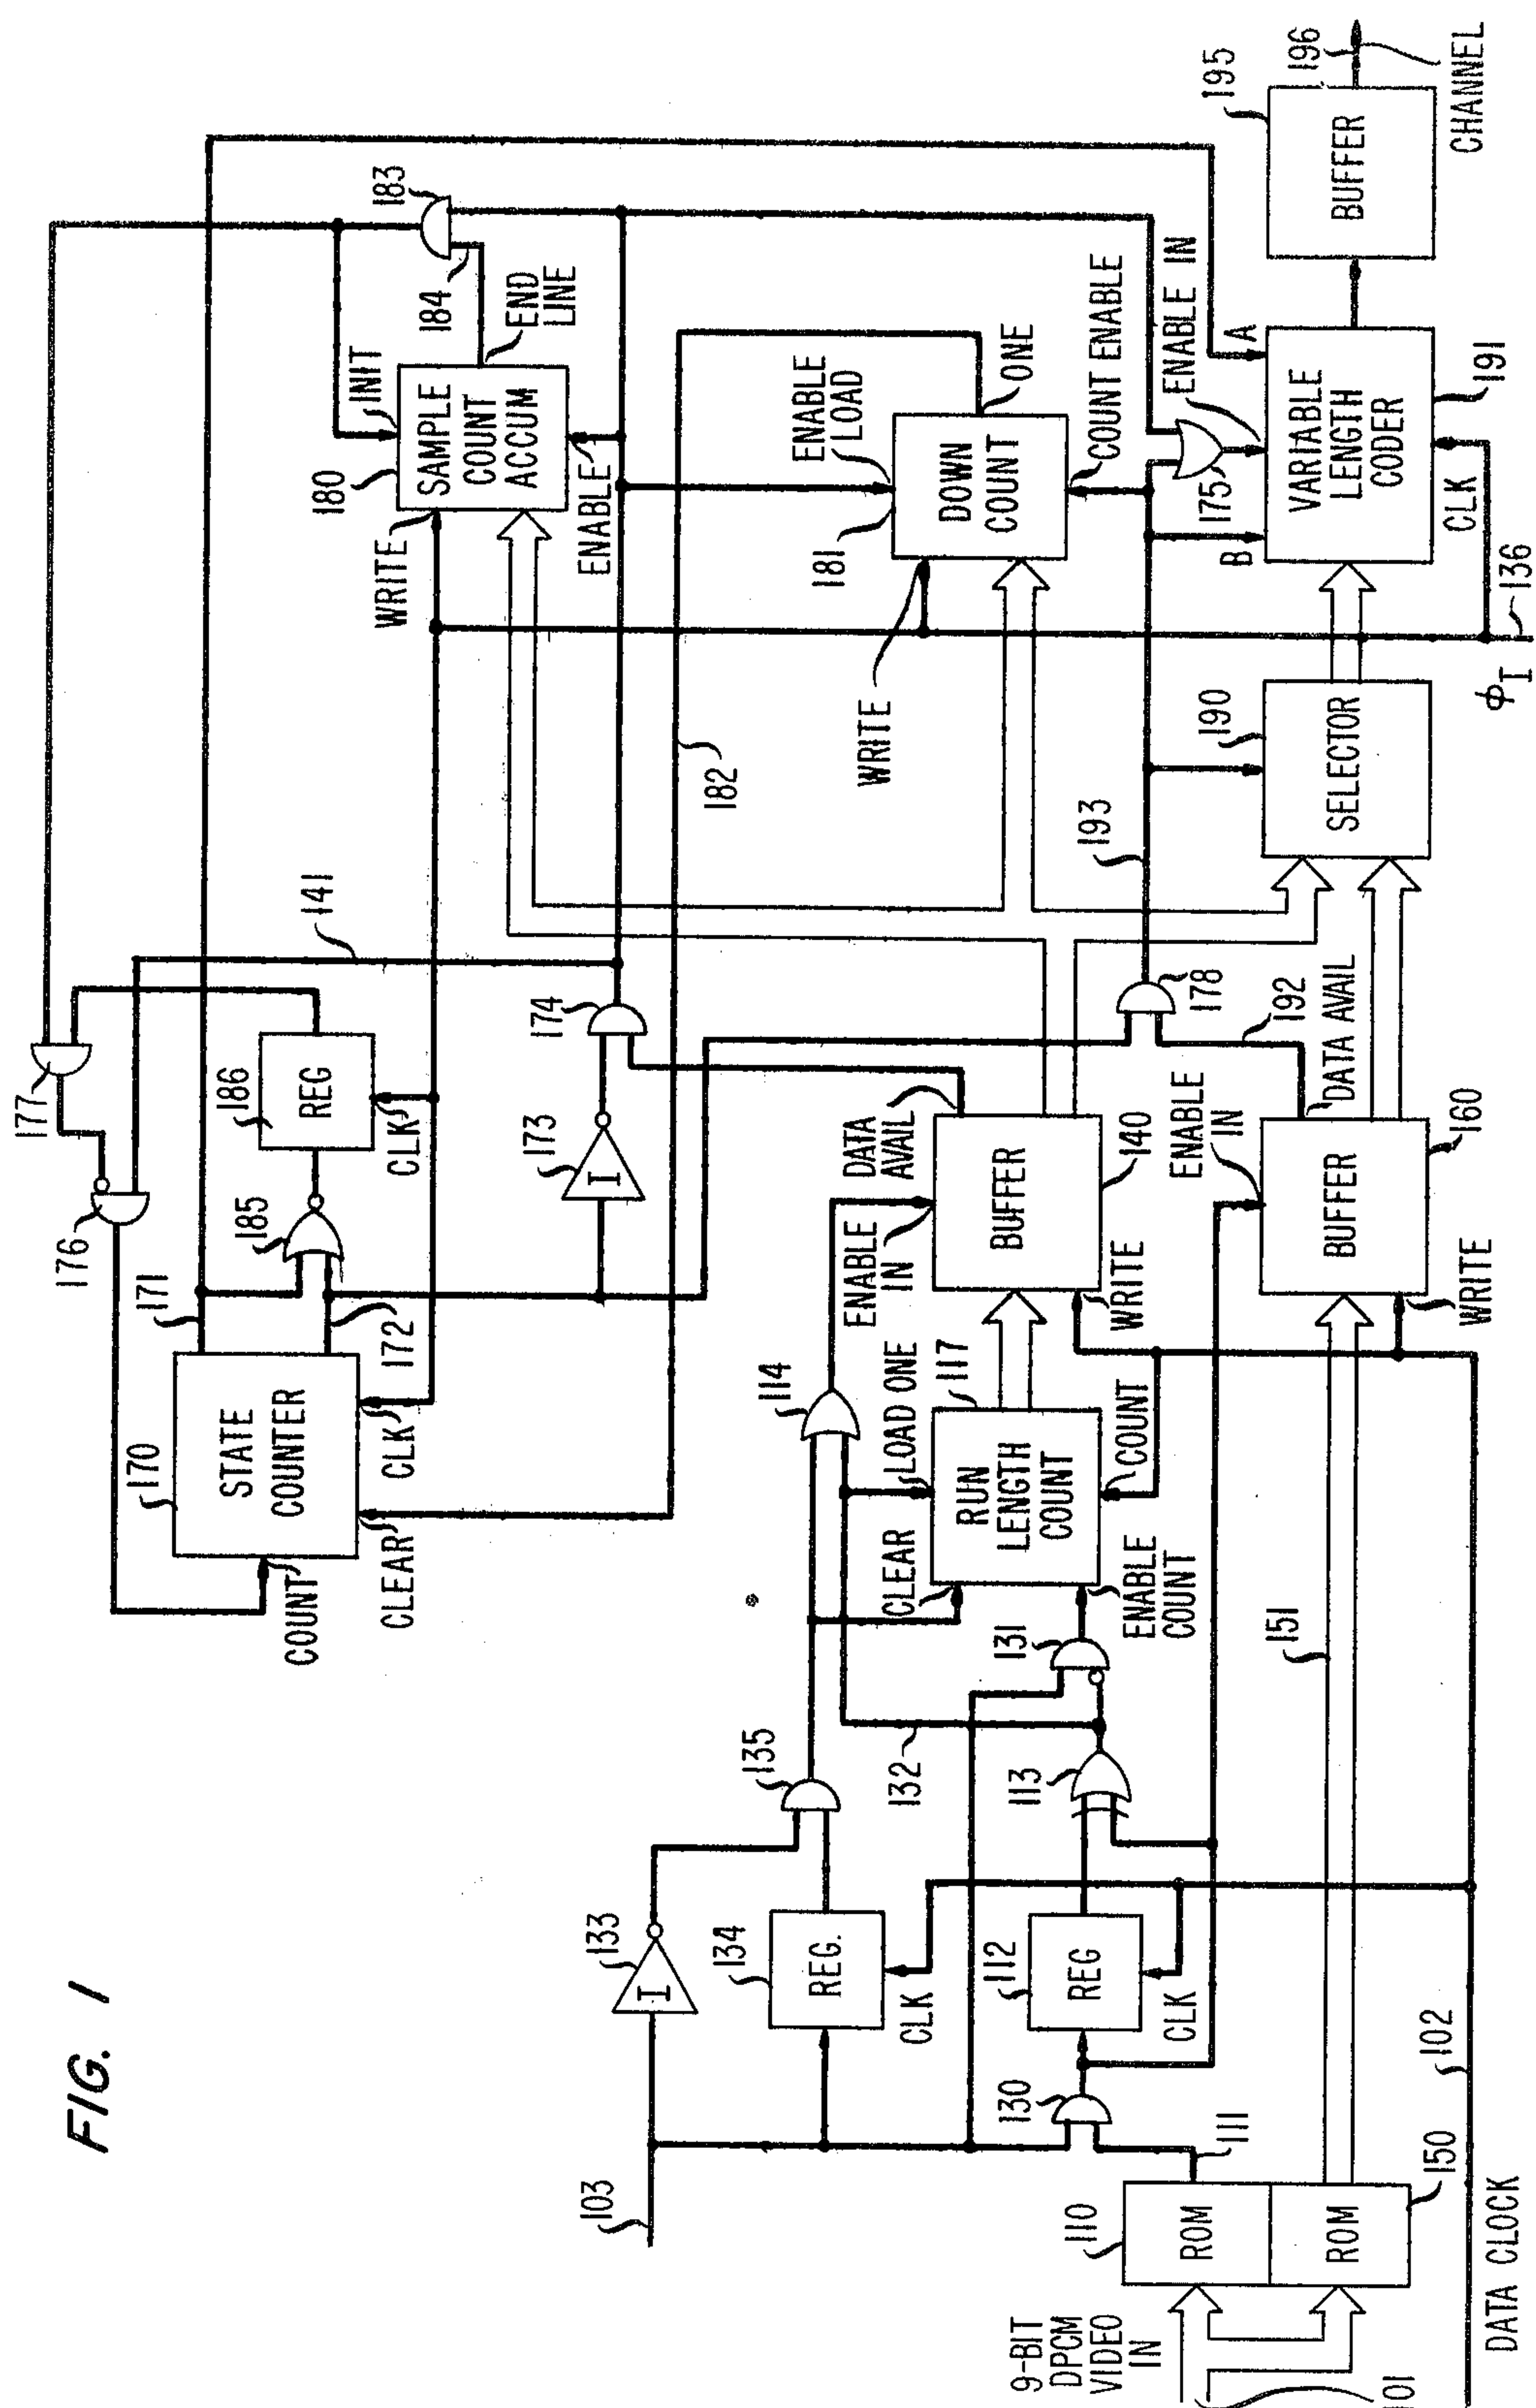 FIG. 1
9-BIT
DPCM
VIDEO
IN
101
110
ROM
ROM
150
111
DATA CLOCK
102
103
133
I
134
REG.
CLK
135
130
112
REG
CLK
113
132
131
114
CLEAR
LOAD ONE
117
RUN
LENGTH
COUNT
ENABLE
COUNT
COUNT
151
ENABLE
IN
BUFFER
140
WRITE
DATA
AVAIL
ENABLE
IN
BUFFER
160
WRITE
DATA AVAIL
192
170
STATE
COUNTER
COUNT
CLEAR
CLK
171
172
176
177
185
186
REG
CLK
173
I
174
141
178
193
182
190
SELECTOR
WRITE
180
SAMPLE
COUNT
ACCUM
INIT
ENABLE
END
LINE
184
183
WRITE
181
DOWN
COUNT
ENABLE
LOAD
ONE
COUNT ENABLE
175
ENABLE IN
B
A
VARIABLE
LENGTH
CODER
191
CLK
ϕI
136
195
BUFFER
196
CHANNEL